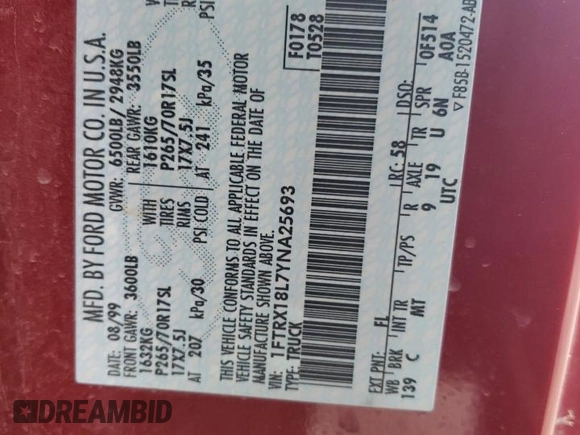 MFD. BY FORD MOTOR CO. IN U.S.A.
DATE: 08/99 GVWR: 6500LB/ 2948KG
FRONT GAWR: 3600LB REAR GAWR: 3550LB
1632KG WITH 1610KG
P265/70R17SL TIRES P265/70R17SL
17X7.5J RIMS 17X7.5J
AT 207 kPa/30 PSI COLD AT 241 kPa/35 PSI
THIS VEHICLE CONFORMS TO ALL APPLICABLE FEDERAL MOTOR
VEHICLE SAFETY STANDARDS IN EFFECT ON THE DATE OF
MANUFACTURE SHOWN ABOVE.
VIN: 1FTRX18L7YNA25693 F0178
TYPE: TRUCK T0528
EXT PNT: FL RC: 58 DSO:
WB BRK INT TR TP/PS R AXLE TR SPR 0F514
139 C MT 9 19 U 6N A0A
UTC ▽ F85B-1520472-AB
DREAMBID